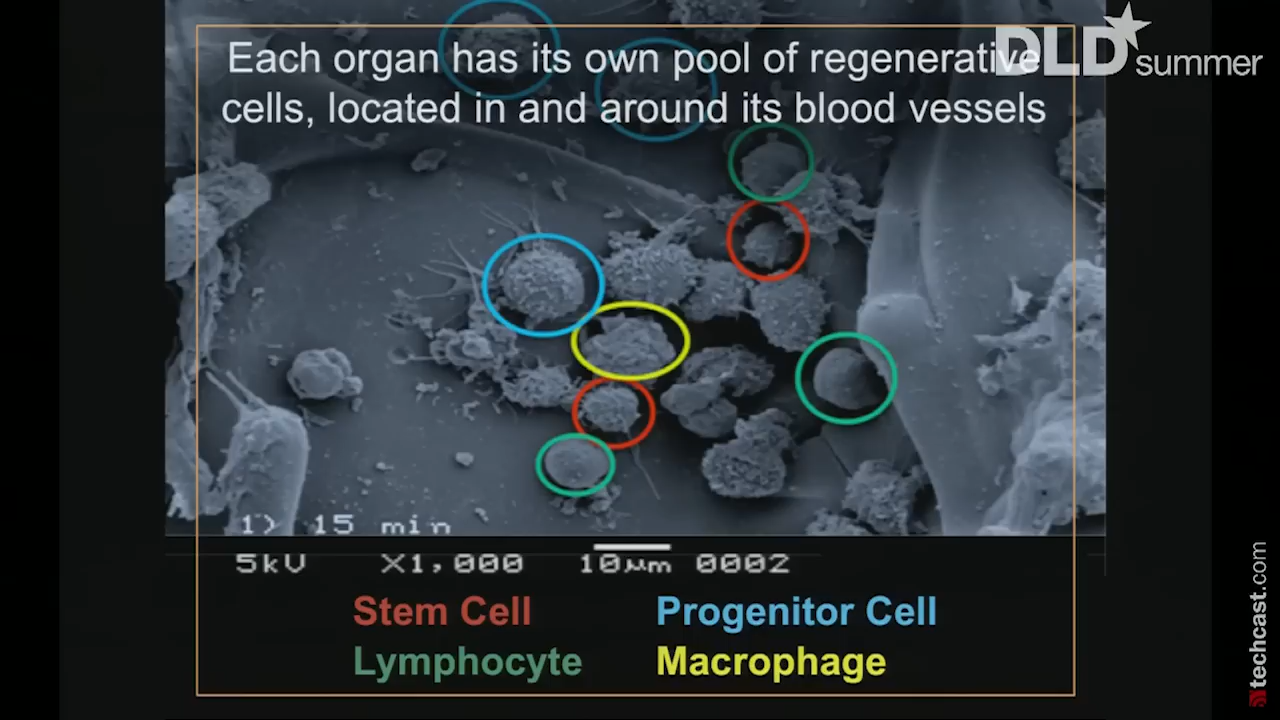 Each organ has its own pool of regenerative
cells, located in and around its blood vessels
DLD summer
1) 15 min
5kV X1,000 10µm 0002
Stem Cell Progenitor Cell
Lymphocyte Macrophage
techcast.com